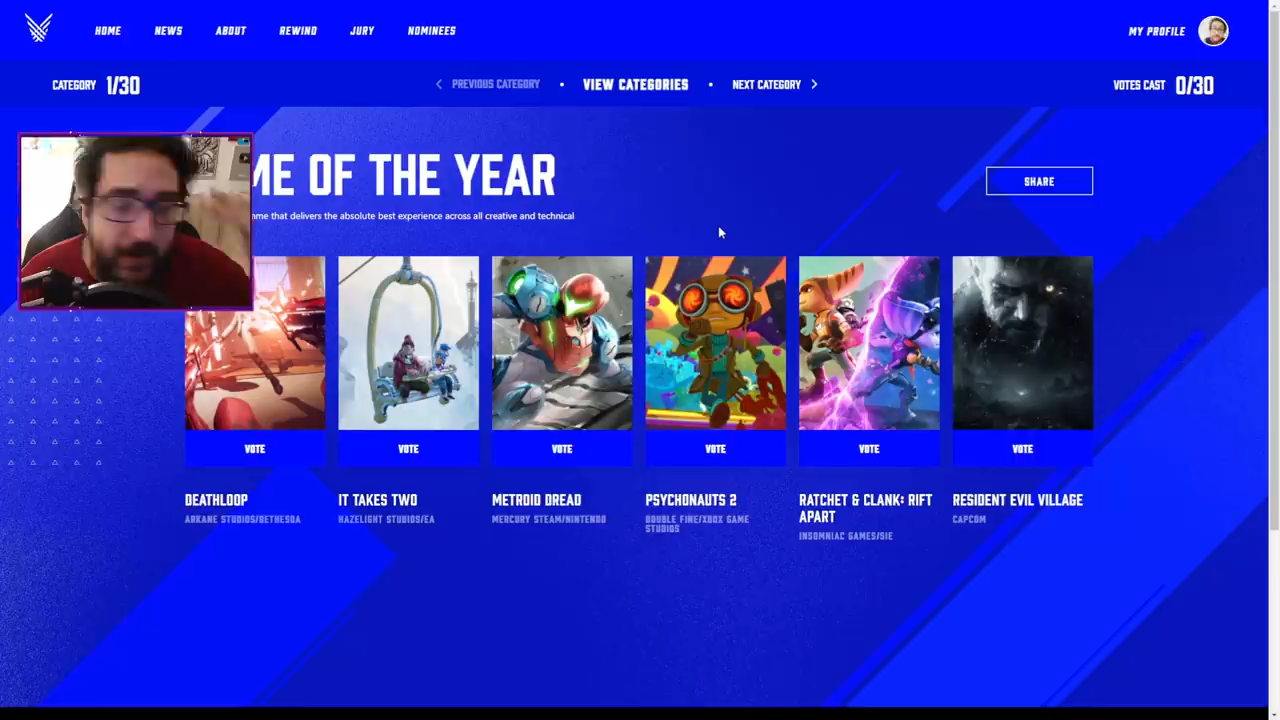 HOME NEWS ABOUT REWIND JURY NOMINEES MY PROFILE
CATEGORY 1/30 PREVIOUS CATEGORY • VIEW CATEGORIES • NEXT CATEGORY VOTES CAST 0/30
ME OF THE YEAR
SHARE
me that delivers the absolute best experience across all creative and technical
VOTE VOTE VOTE VOTE VOTE VOTE
DEATHLOOP
ARKANE STUDIOS/BETHESDA
IT TAKES TWO
HAZELIGHT STUDIOS/EA
METROID DREAD
MERCURY STEAM/NINTENDO
PSYCHONAUTS 2
DOUBLE FINE/XBOX GAME
STUDIOS
RATCHET & CLANK: RIFT
APART
INSOMNIAC GAMES/SIE
RESIDENT EVIL VILLAGE
CAPCOM